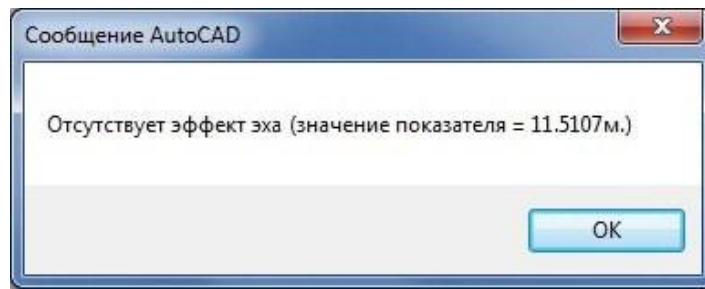 Сообщение AutoCAD
Отсутствует эффект эха (значение показателя = 11.5107м.)
OK